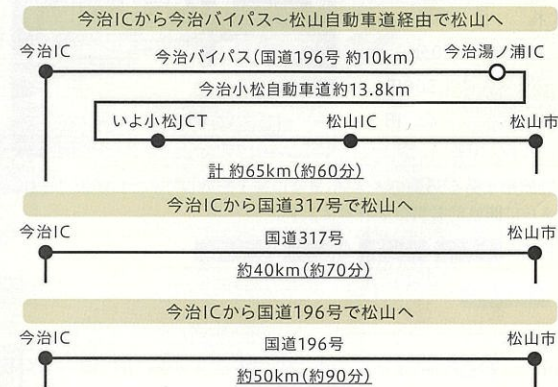 今治ICから今治バイパス～松山自動車道経由で松山へ
今治IC
今治バイパス(国道196号 約10km)
今治湯ノ浦IC
今治小松自動車道約13.8km
いよ小松JCT
松山IC
松山市
計 約65km(約60分)
今治ICから国道317号で松山へ
今治IC
国道317号
松山市
約40km(約70分)
今治ICから国道196号で松山へ
今治IC
国道196号
松山市
約50km(約90分)